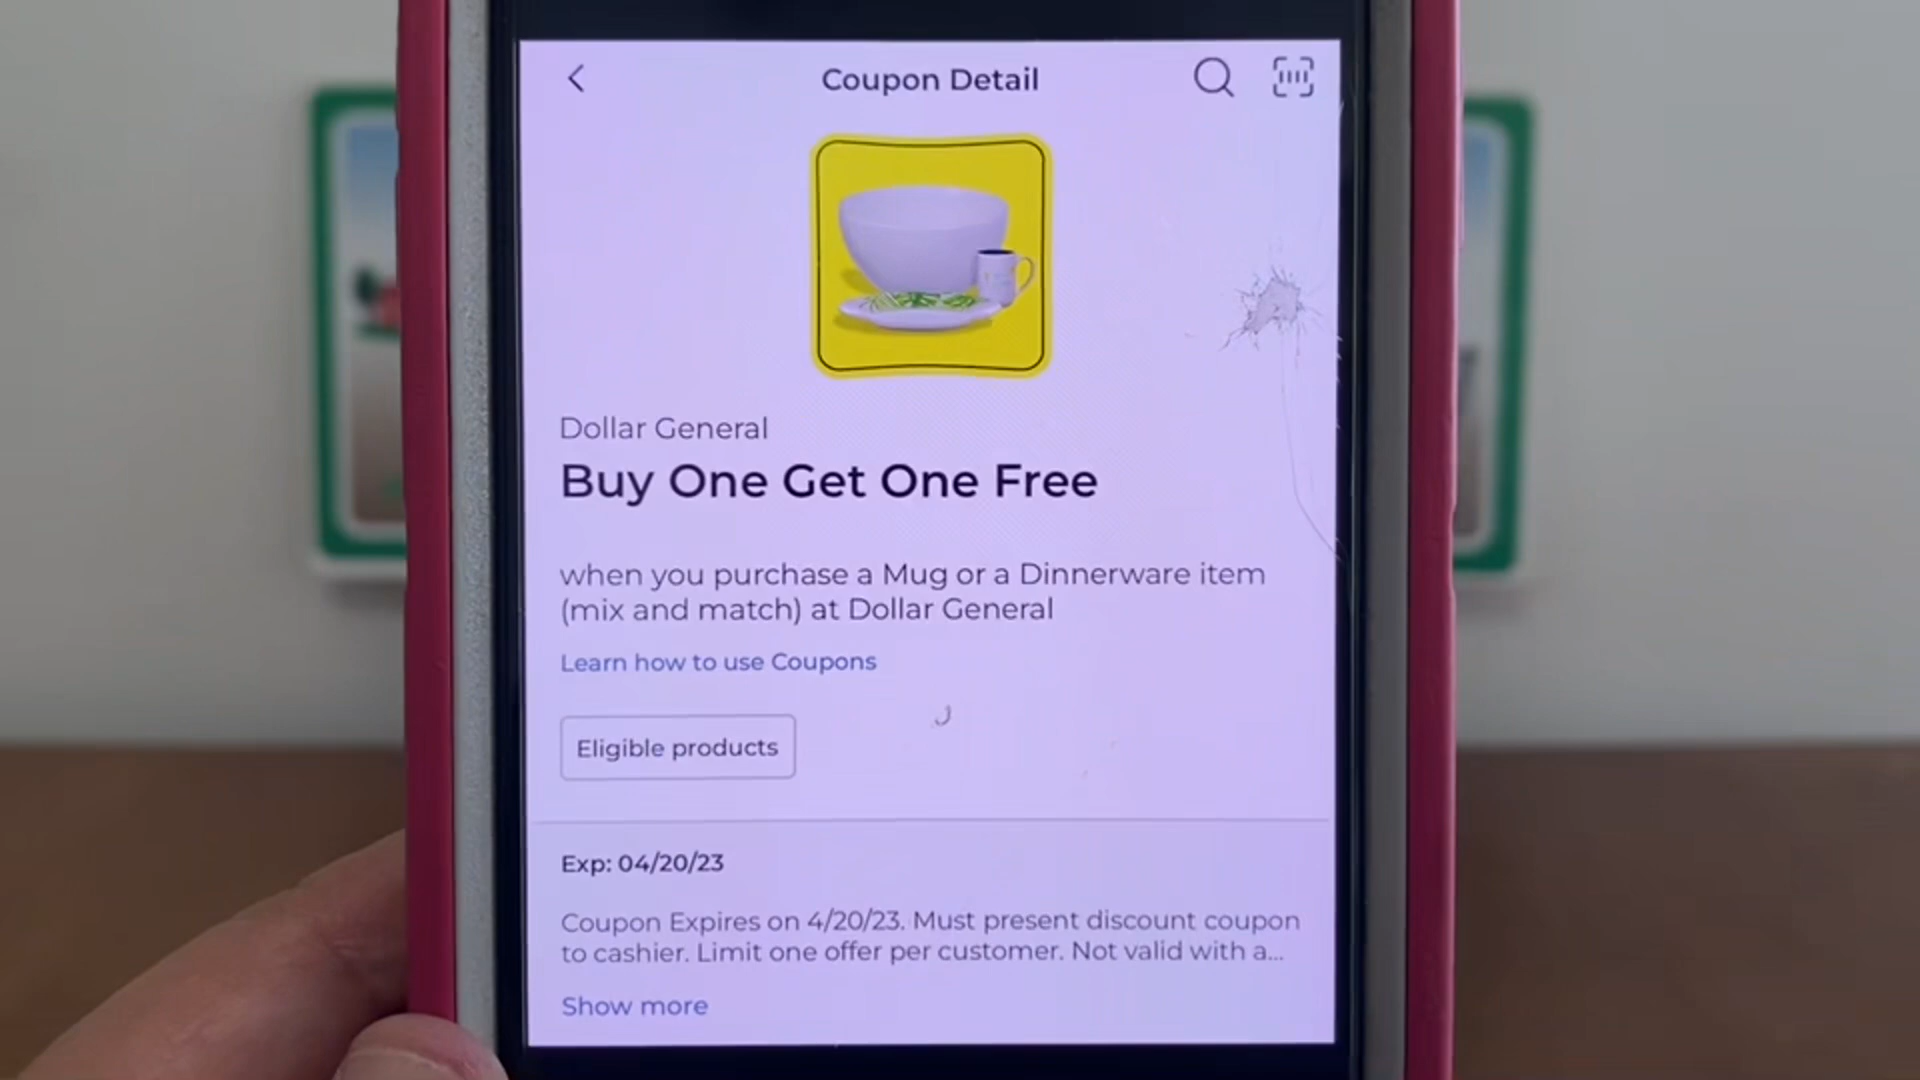 Coupon Detail
Dollar General
Buy One Get One Free
when you purchase a Mug or a Dinnerware item
(mix and match) at Dollar General
Learn how to use Coupons
Eligible products
Exp: 04/20/23
Coupon Expires on 4/20/23. Must present discount coupon
to cashier. Limit one offer per customer. Not valid with a...
Show more